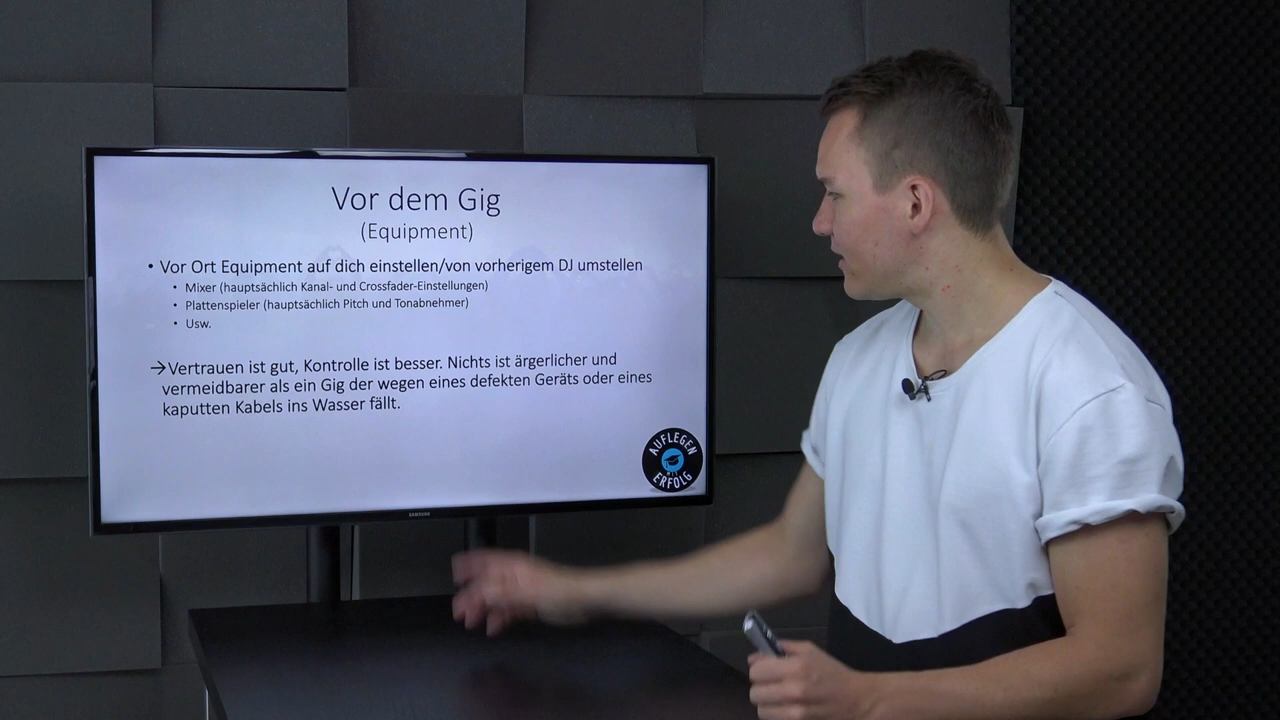 Vor dem Gig
(Equipment)
• Vor Ort Equipment auf dich einstellen/von vorherigem DJ umstellen
• Mixer (hauptsächlich Kanal- und Crossfader-Einstellungen)
• Plattenspieler (hauptsächlich Pitch und Tonabnehmer)
• Usw.
→Vertrauen ist gut, Kontrolle ist besser. Nichts ist ärgerlicher und
vermeidbarer als ein Gig der wegen eines defekten Geräts oder eines
kaputten Kabels ins Wasser fällt.
AUFLEGEN
MIT
ERFOLG
SAMSUNG